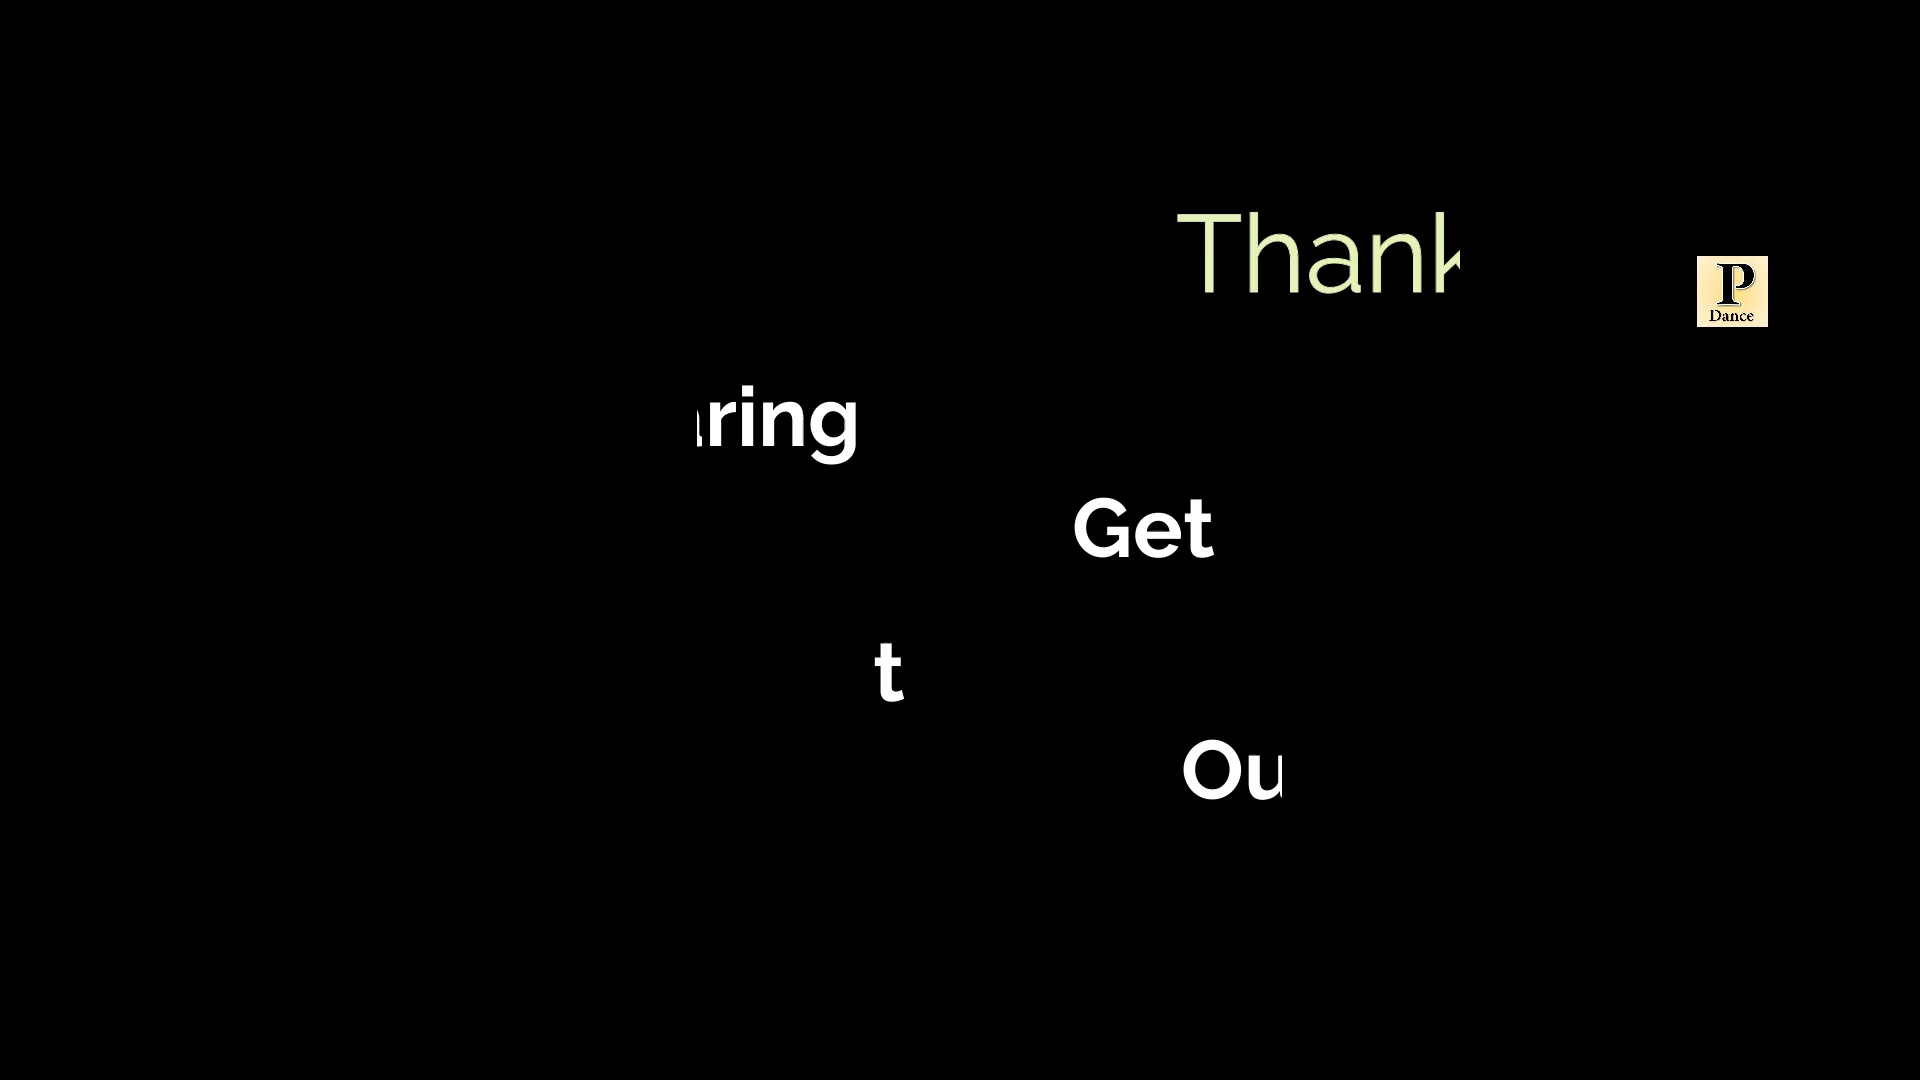 Thank
P
Dance
aring
Get
t
Ou